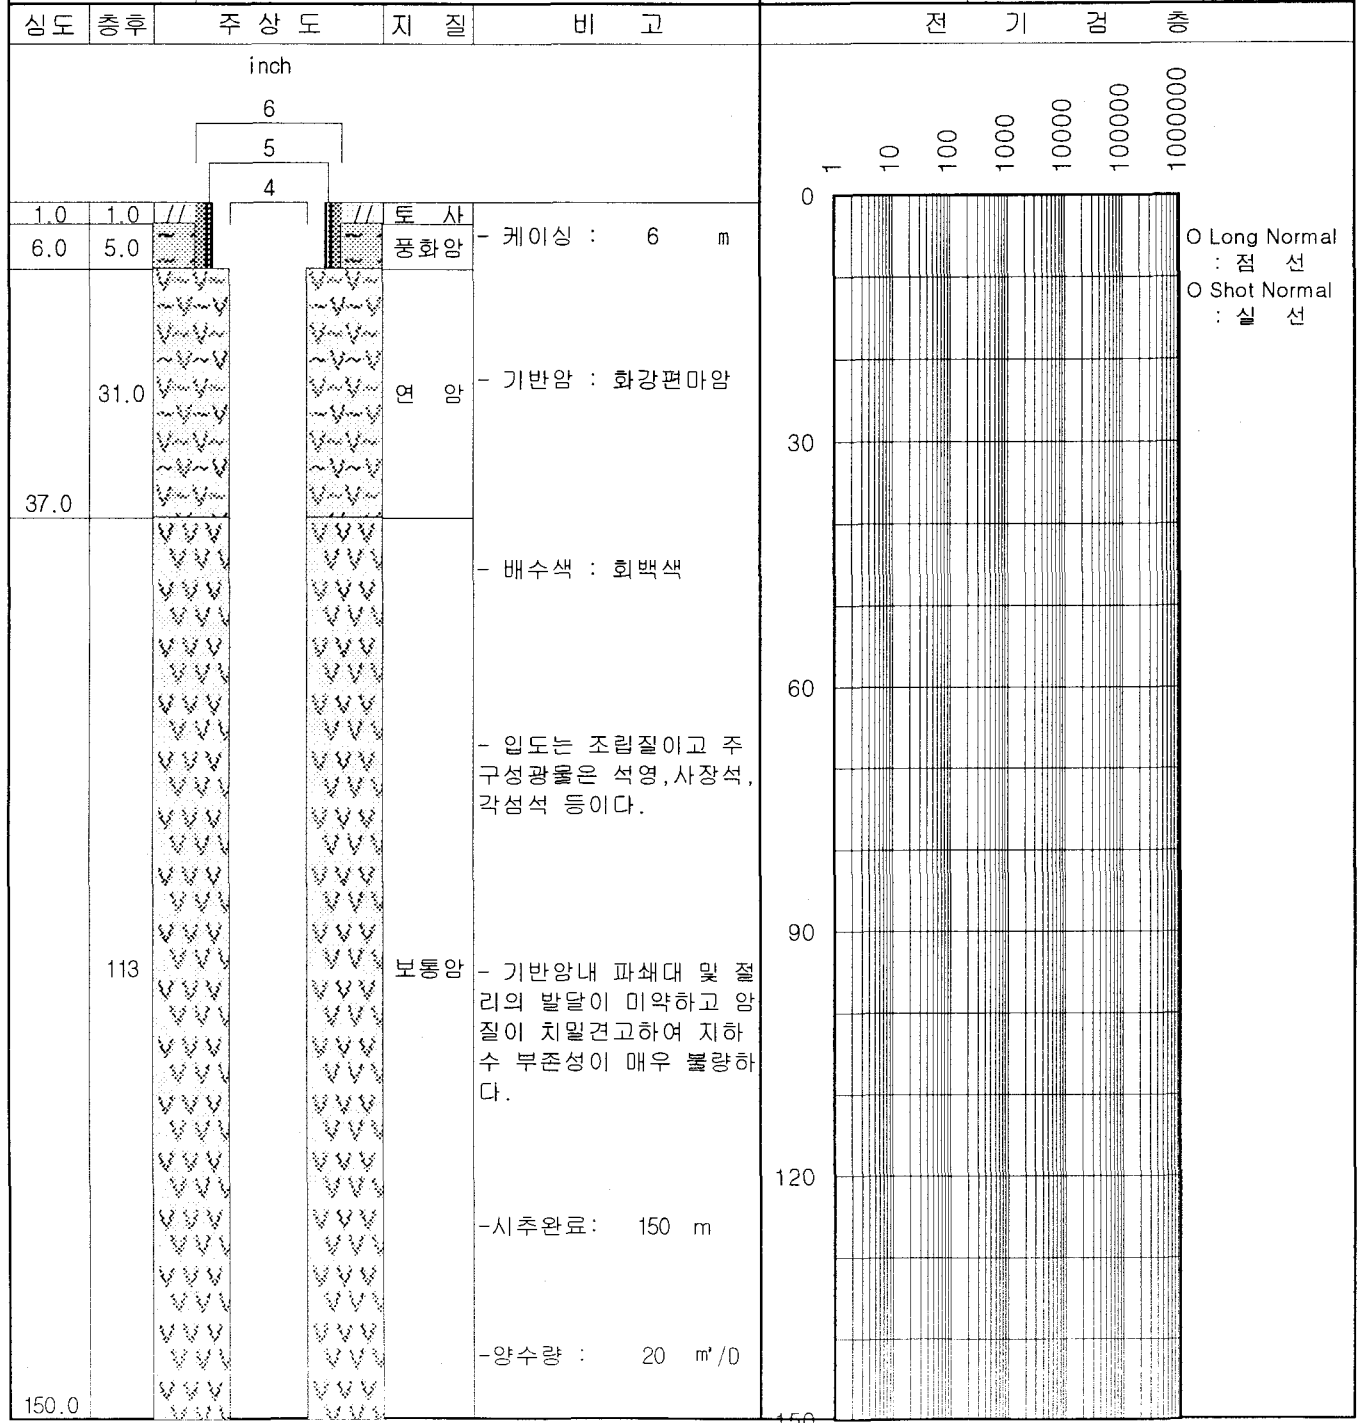 심도 층후 주 상 도 지 질 비 고 전 기 검 층
inch
6
5
4
1 10 100 1000 10000 100000 1000000
0
1.0 1.0 토 사
6.0 5.0 풍화암 - 케이싱 : 6 m
O Long Normal
: 점 선
O Shot Normal
: 실 선
31.0 연 암 - 기반암 : 화강편마암
30
37.0
- 배수색 : 회백색
60
- 입도는 조립질이고 주
구성광물은 석영,사장석,
각섬석 등이다.
90
113 보통암 - 기반암내 파쇄대 및 절
리의 발달이 미약하고 암
질이 치밀견고하여 지하
수 부존성이 매우 불량하
다.
120
-시추완료: 150 m
-양수량 : 20 ㎥/D
150.0
150